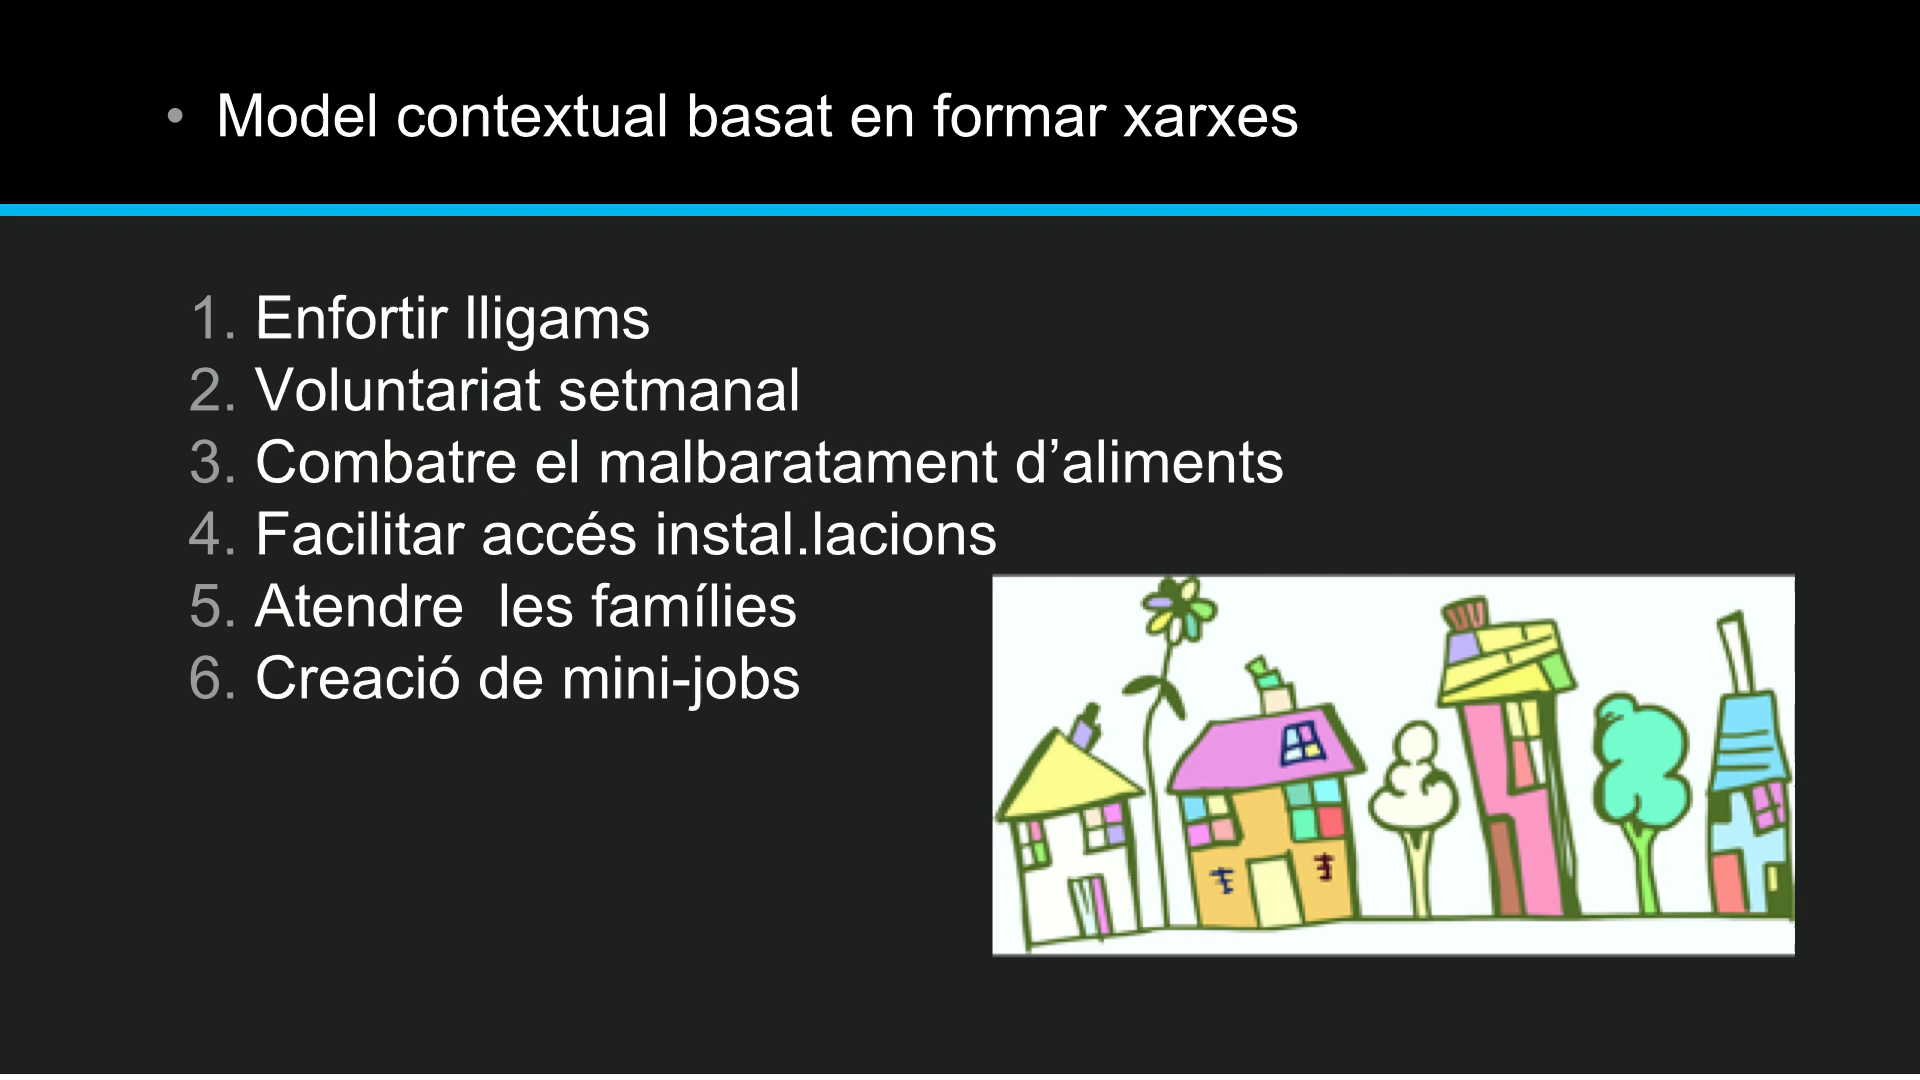 • Model contextual basat en formar xarxes
1. Enfortir lligams
2. Voluntariat setmanal
3. Combatre el malbaratament d’aliments
4. Facilitar accés instal.lacions
5. Atendre  les famílies
6. Creació de mini-jobs